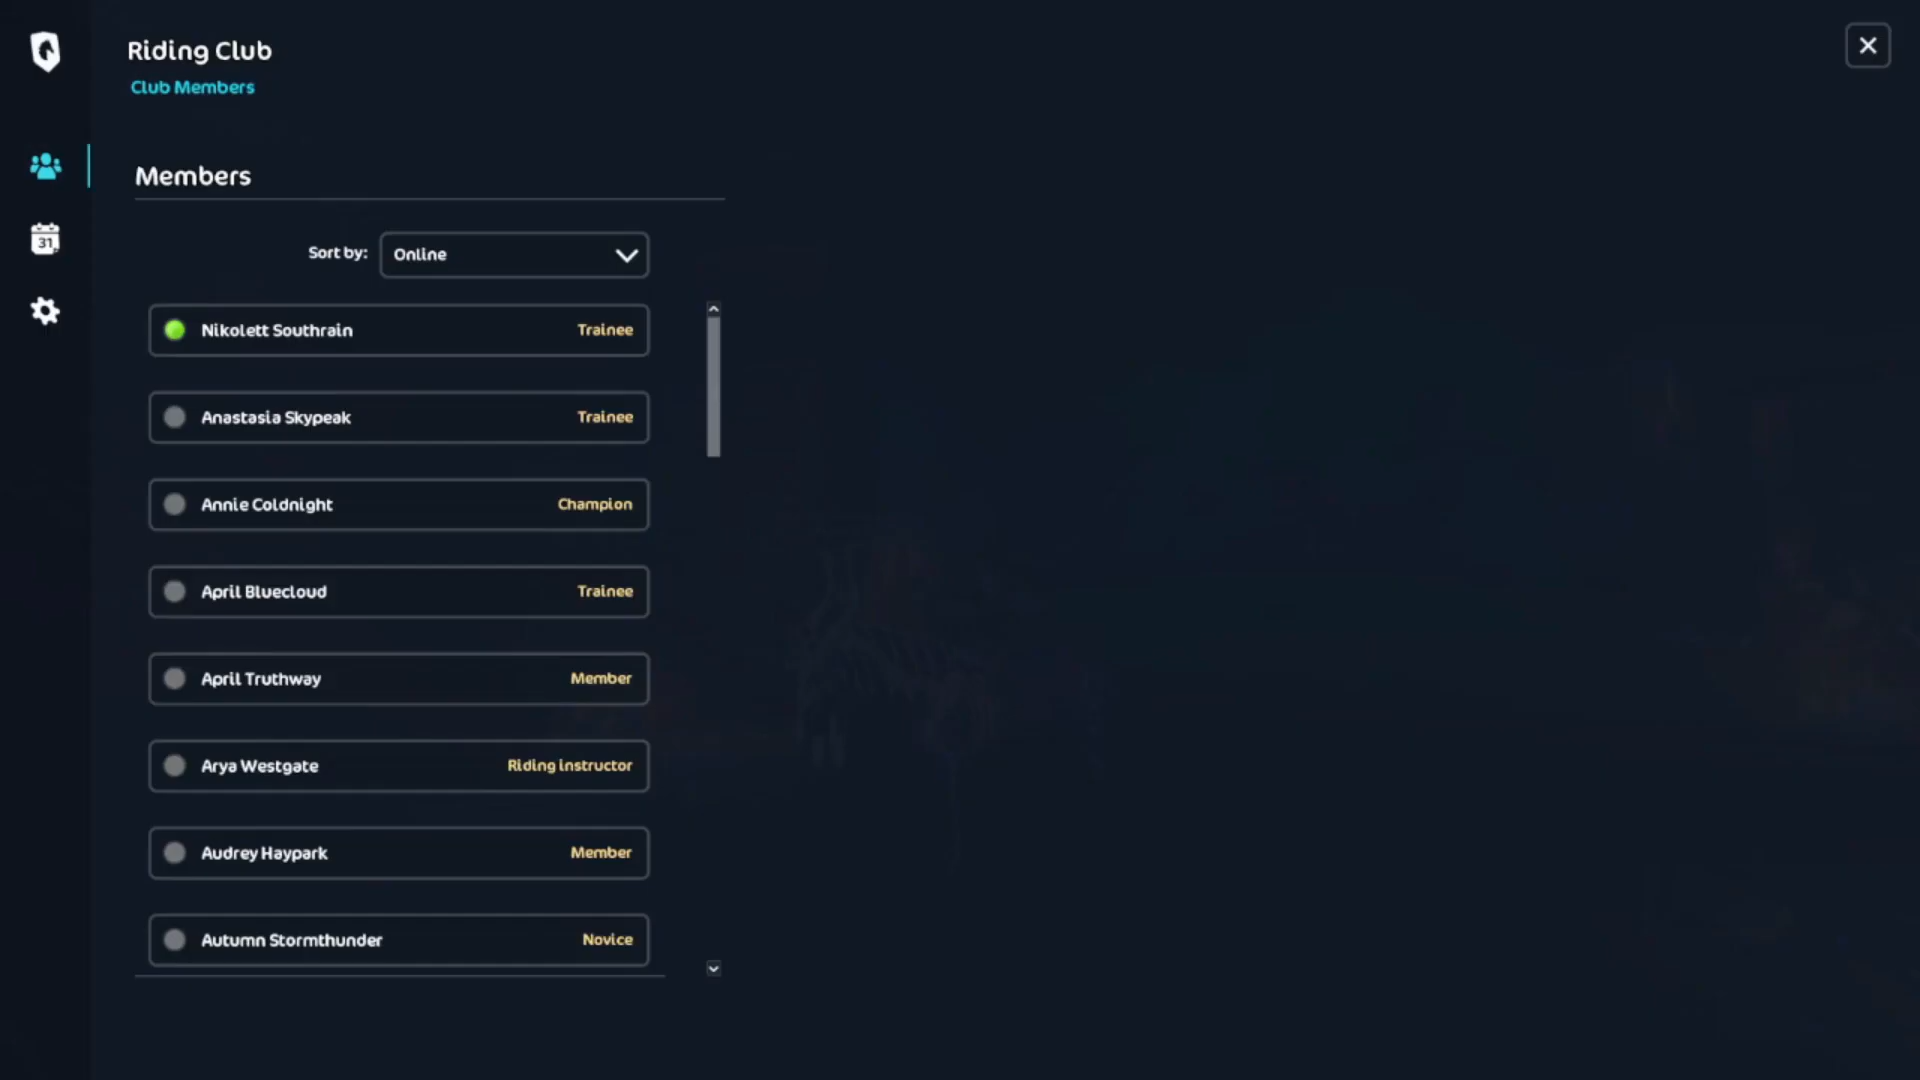 Riding Club
Club Members
31
Members
Sort by: Online
Nikolett Southrain Trainee
Anastasia Skypeak Trainee
Annie Coldnight Champion
April Bluecloud Trainee
April Truthway Member
Arya Westgate Riding instructor
Audrey Haypark Member
Autumn Stormthunder Novice